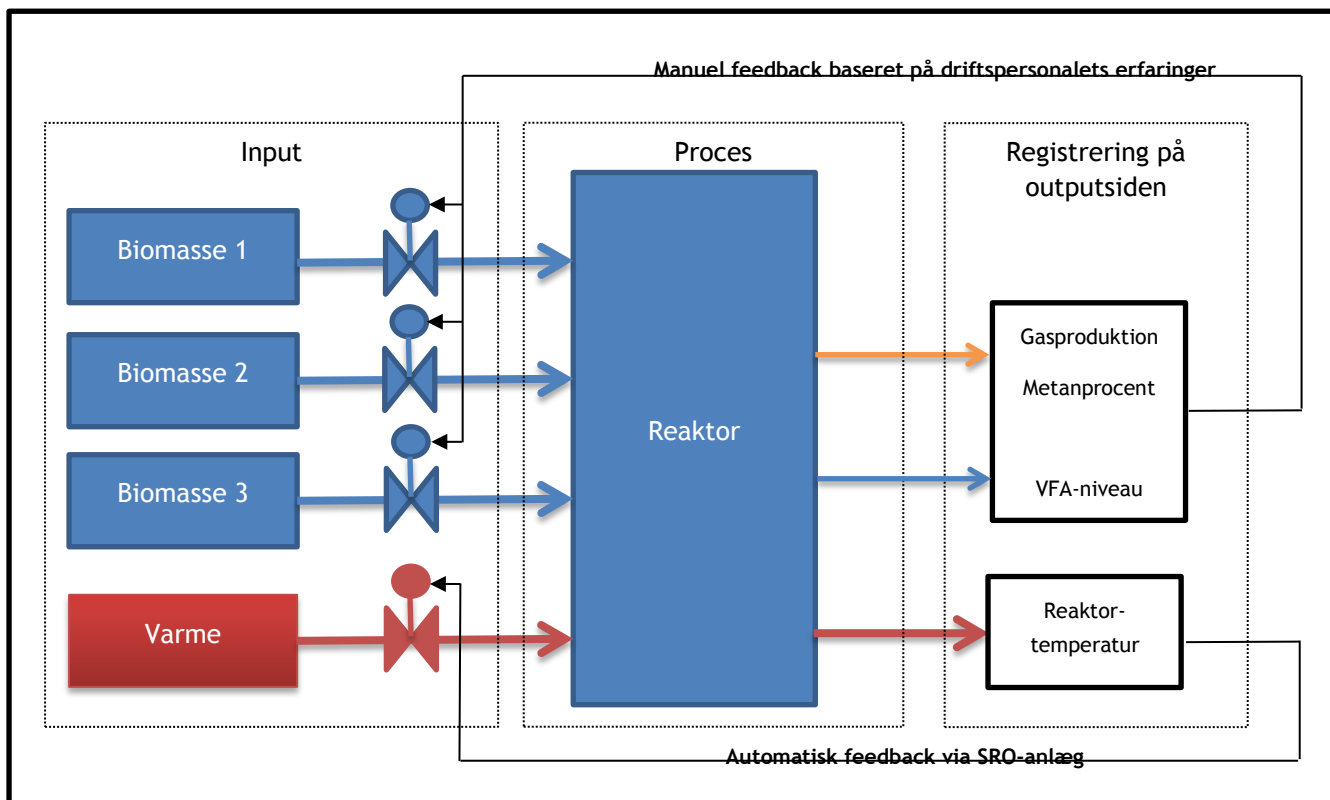 Manuel feedback baseret på driftspersonalets erfaringer
Input
Proces
Registrering på
outputsiden
Biomasse 1
Biomasse 2
Biomasse 3
Varme
Reaktor
Gasproduktion
Metanprocent
VFA-niveau
Reaktor-
temperatur
Automatisk feedback via SRO-anlæg